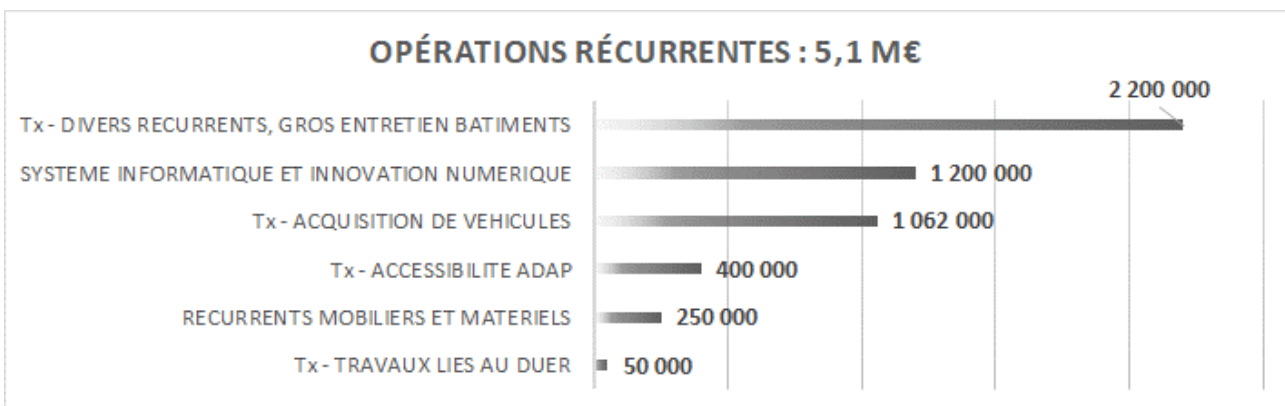 OPÉRATIONS RÉCURRENTES : 5,1 M€
2 200 000
Tx - DIVERS RECURRENTS, GROS ENTRETIEN BATIMENTS
SYSTEME INFORMATIQUE ET INNOVATION NUMERIQUE
1 200 000
Tx - ACQUISITION DE VEHICULES
1 062 000
Tx - ACCESSIBILITE ADAP
400 000
RECURRENTS MOBILIERS ET MATERIELS
250 000
Tx - TRAVAUX LIES AU DUER
50 000